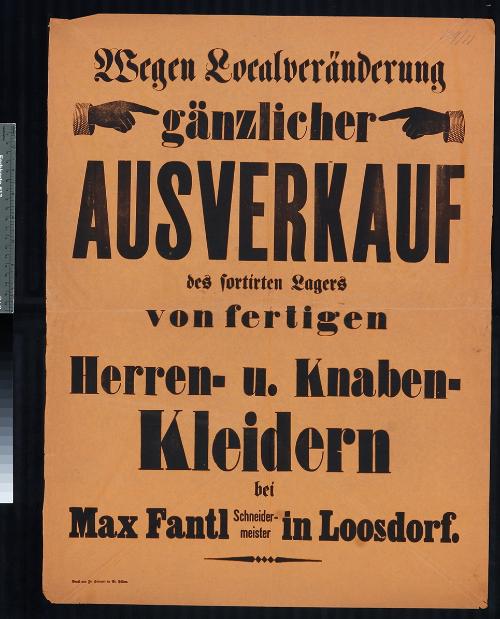 Wegen Localveränderung
gänzlicher
AUSVERKAUF
des sortirten Lagers
von fertigen
Herren- u. Knaben-
Kleidern
bei
Max Fantl Schneider-meister in Loosdorf.